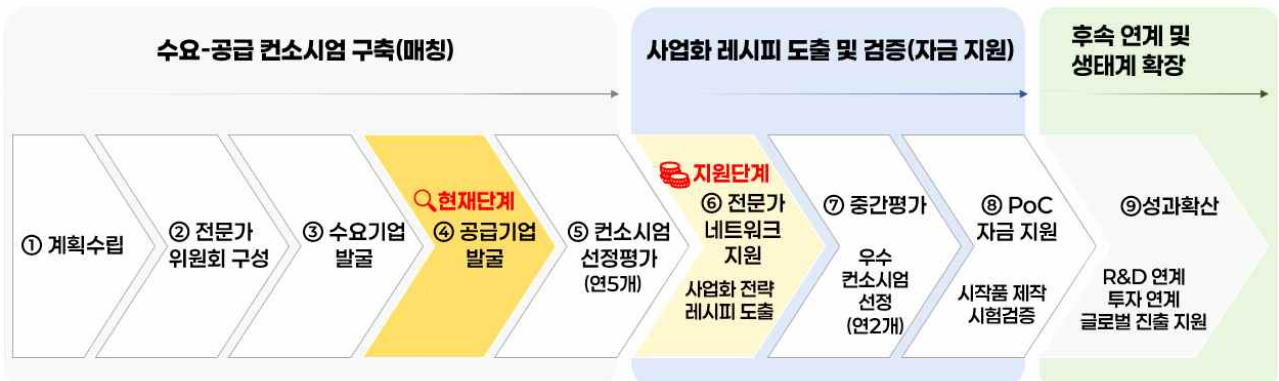 수요-공급 컨소시엄 구축(매칭)
사업화 레시피 도출 및 검증(자금 지원)
후속 연계 및
생태계 확장
① 계획수립
② 전문가
위원회 구성
③ 수요기업
발굴
현재단계
④ 공급기업
발굴
⑤ 컨소시엄
선정평가
(연5개)
지원단계
⑥ 전문가
네트워크
지원
사업화 전략
레시피 도출
⑦ 중간평가
우수
컨소시엄
선정
(연2개)
⑧ PoC
자금 지원
시작품 제작
시험검증
⑨성과확산
R&D 연계
투자 연계
글로벌 진출 지원